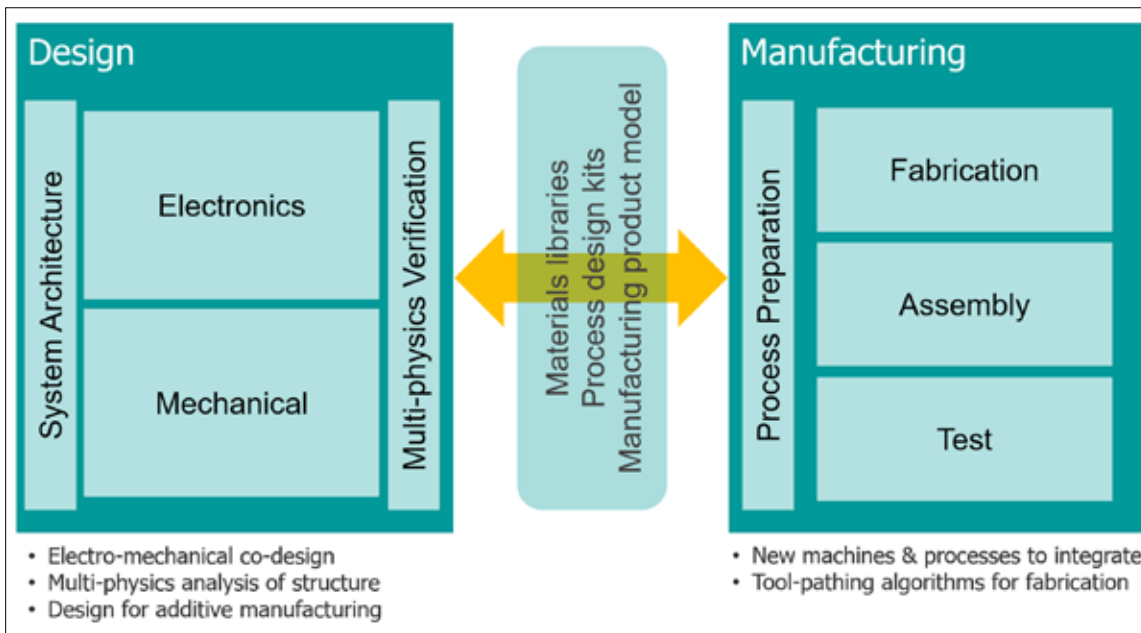 Design
System Architecture
Electronics
Mechanical
Multi-physics Verification
• Electro-mechanical co-design
• Multi-physics analysis of structure
• Design for additive manufacturing
Materials libraries
Process design kits
Manufacturing product model
Manufacturing
Process Preparation
Fabrication
Assembly
Test
• New machines & processes to integrate
• Tool-pathing algorithms for fabrication